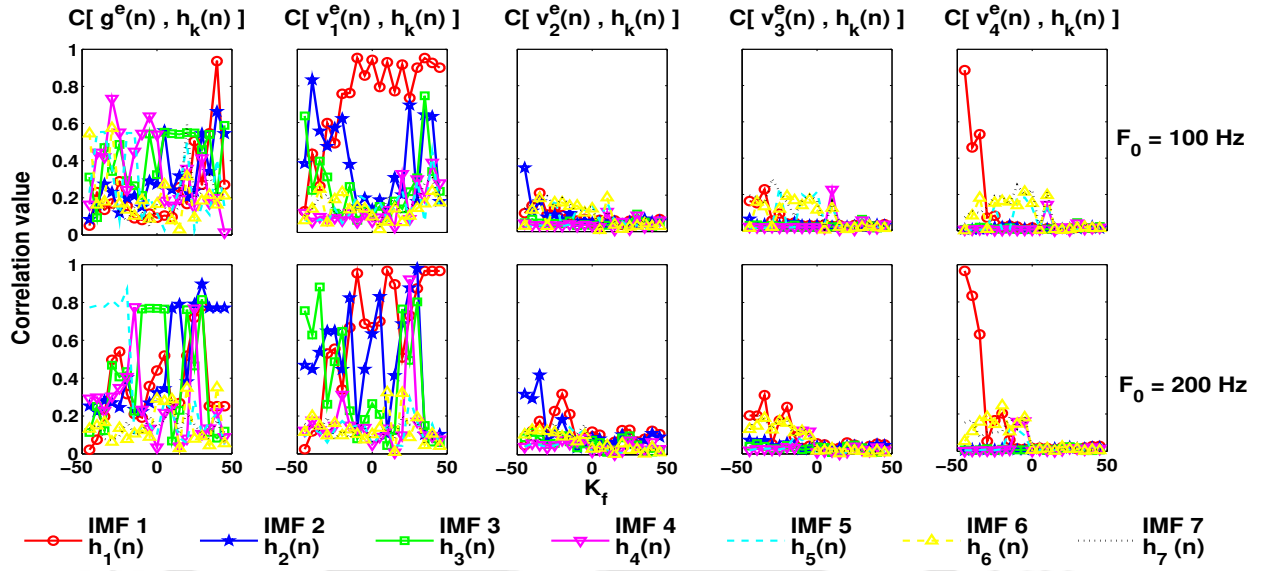 C[ g^e(n) , h_k(n) ] C[ v_1^e(n) , h_k(n) ] C[ v_2^e(n) , h_k(n) ] C[ v_3^e(n) , h_k(n) ] C[ v_4^e(n) , h_k(n) ]
1
0.8
0.6
0.4
0.2
0
Correlation value
F_0 = 100 Hz
1
0.8
0.6
0.4
0.2
0
F_0 = 200 Hz
−50 0 50 −50 0 50 −50 0 50 −50 0 50 −50 0 50
K_f
IMF 1 IMF 2 IMF 3 IMF 4 IMF 5 IMF 6 IMF 7
h_1(n) h_2(n) h_3(n) h_4(n) h_5(n) h_6 (n) h_7 (n)